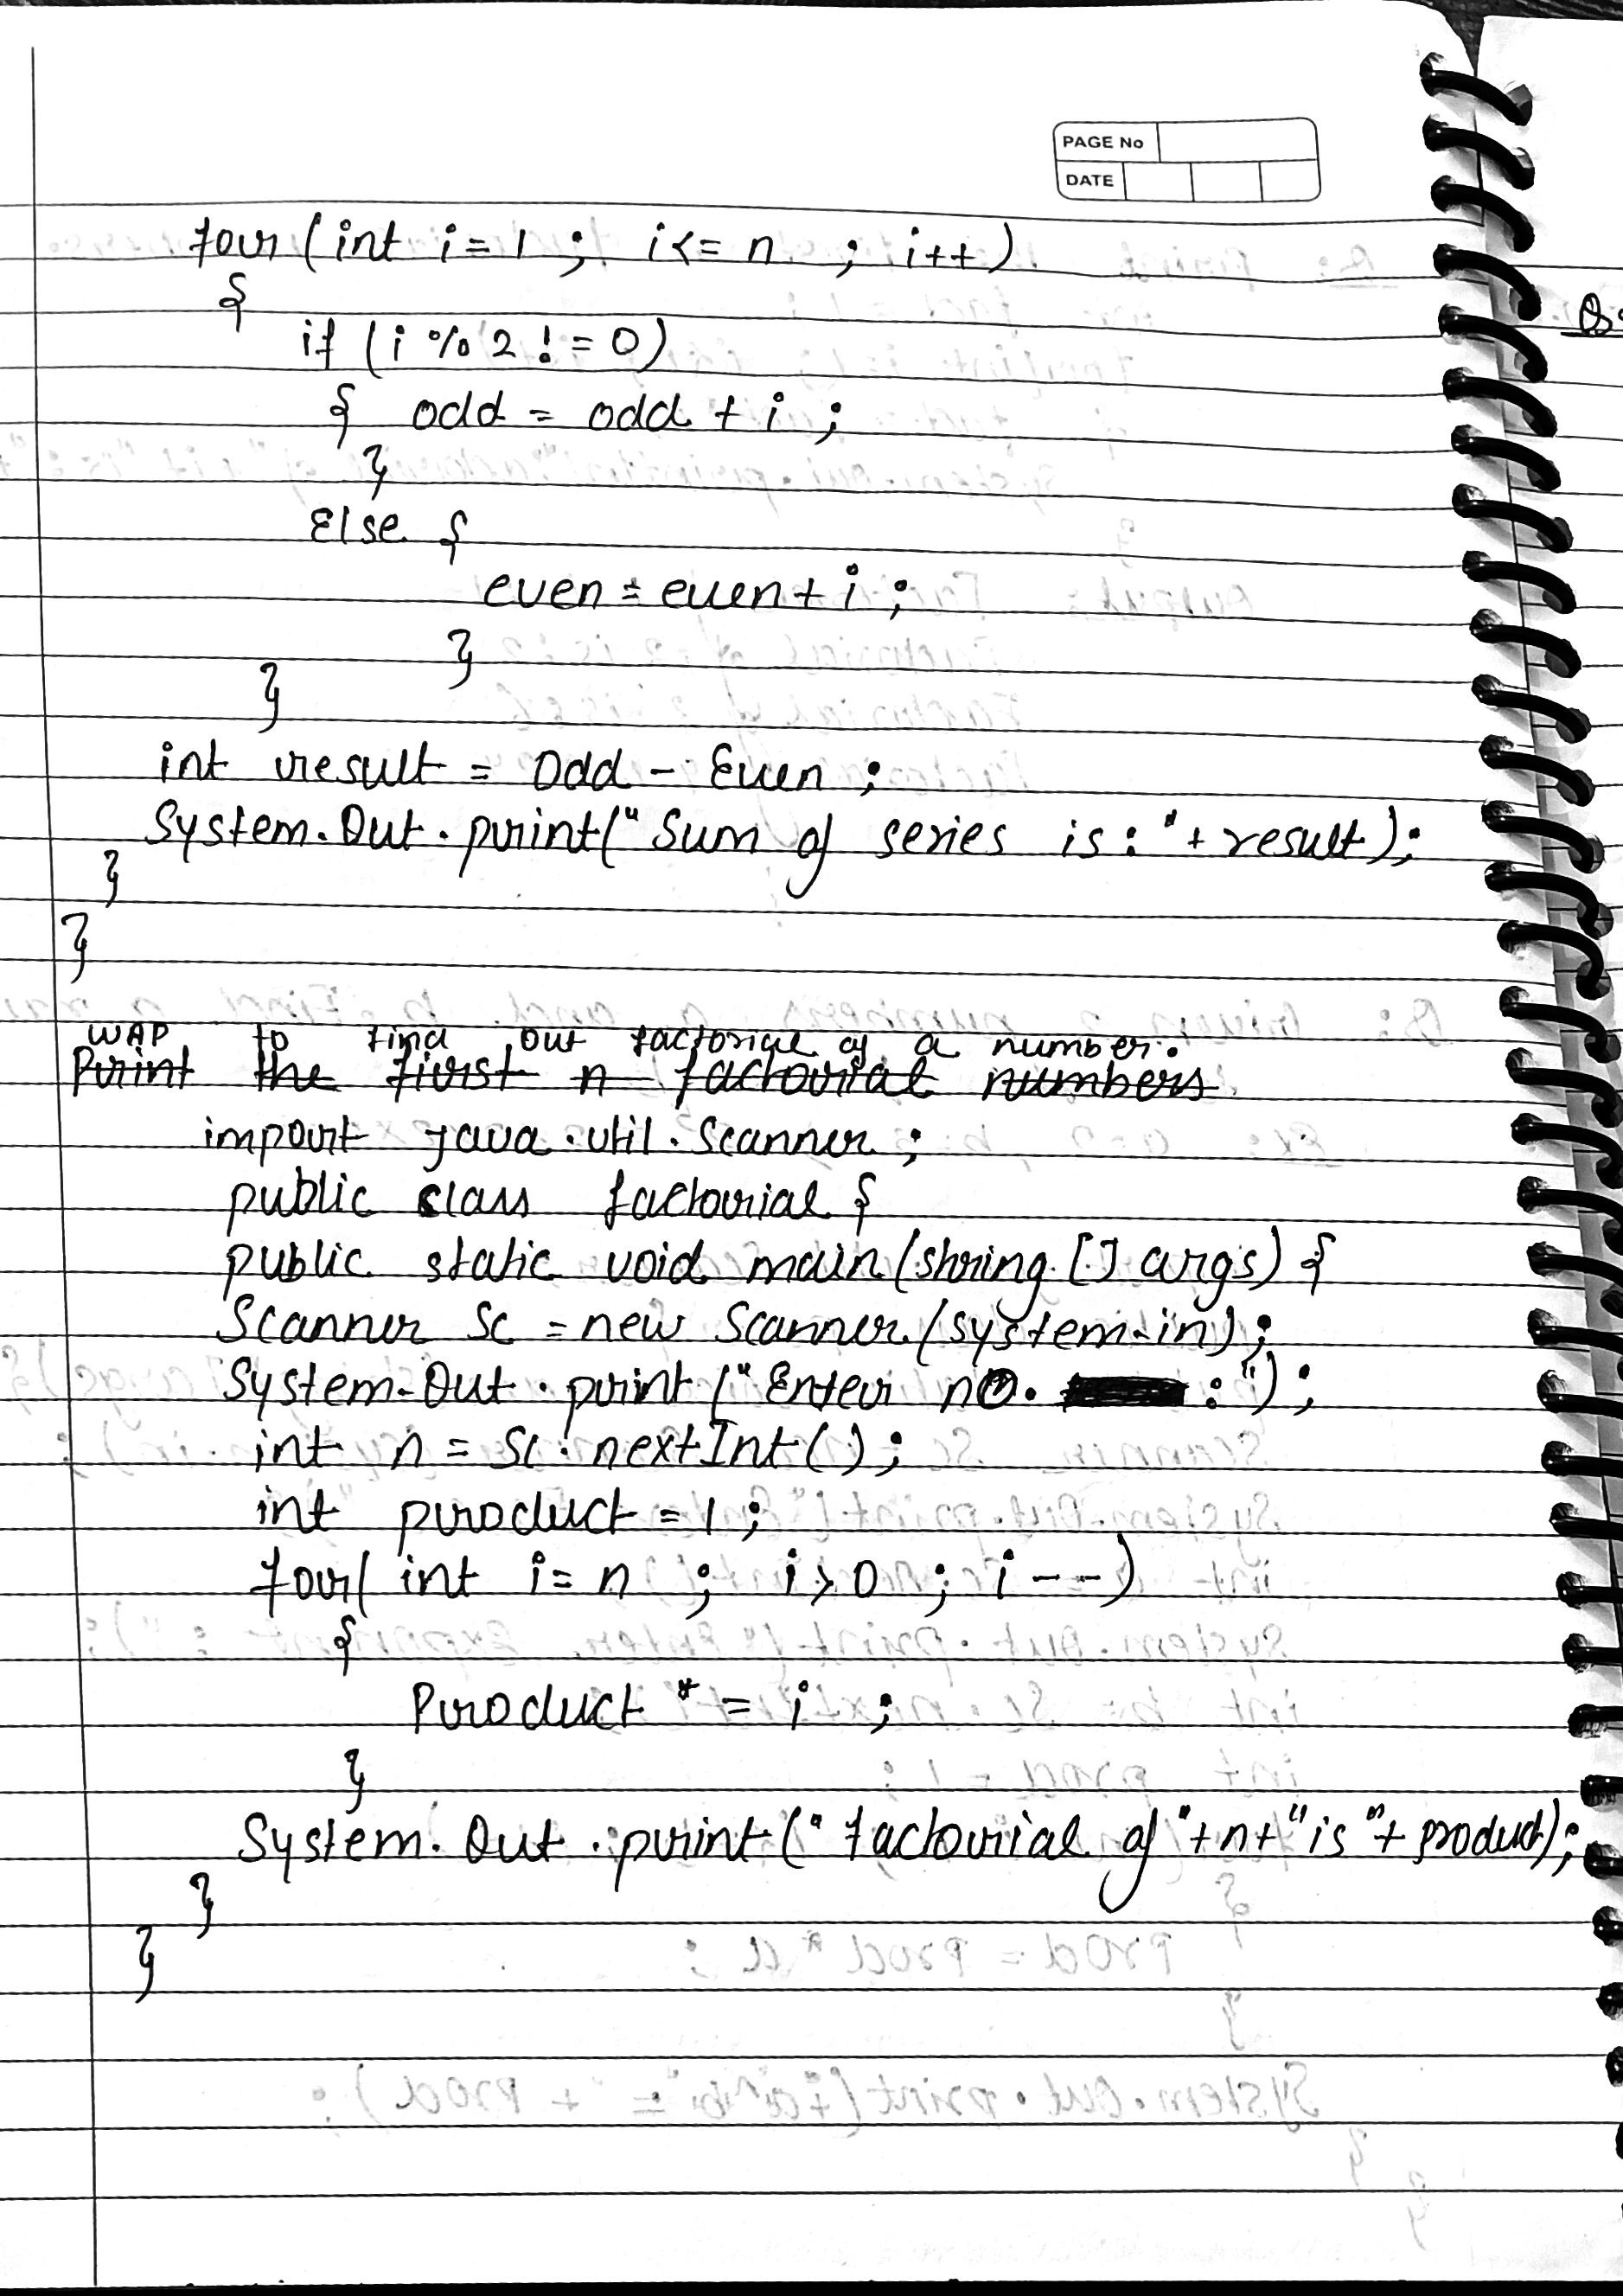 PAGE No
DATE
for (int i = 1 ; i <= n ; i++)
{
if (i % 2 ! = 0)
{ odd = odd + i ;
}
Else {
even = even + i ;
}
}
int result = Odd - Even ;
System.Out.print("Sum of series is : " + result);
}
}
WAP to find out factorial of a number.
Print the first n factorial numbers
import java.util.Scanner ;
public class factorial {
public static void main (string [] args) {
Scanner Sc = new Scanner (system.in) ;
System.Out.print ("Enter no. : ") ;
int n = Sc. nextInt () ;
int product = 1 ;
for( int i = n ; i > 0 ; i --)
{
Product * = i ;
}
System. Out .print (" factorial of " + n + "is " + product);
}
}